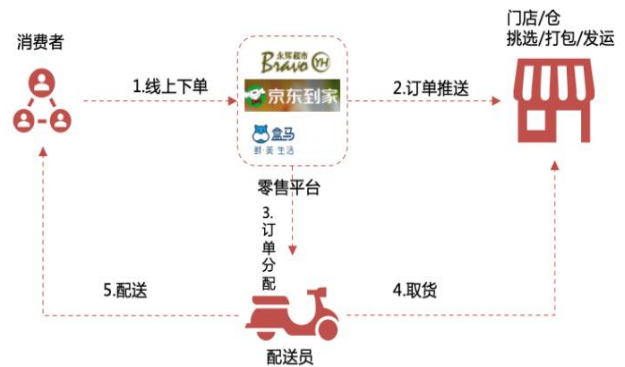 消费者
门店/仓
挑选/打包/发运
永辉超市
Bravo YH
1.线上下单
京东到家
2.订单推送
盒马
鲜·美 生活
零售平台
3.
订
单
分
配
5.配送
4.取货
配送员